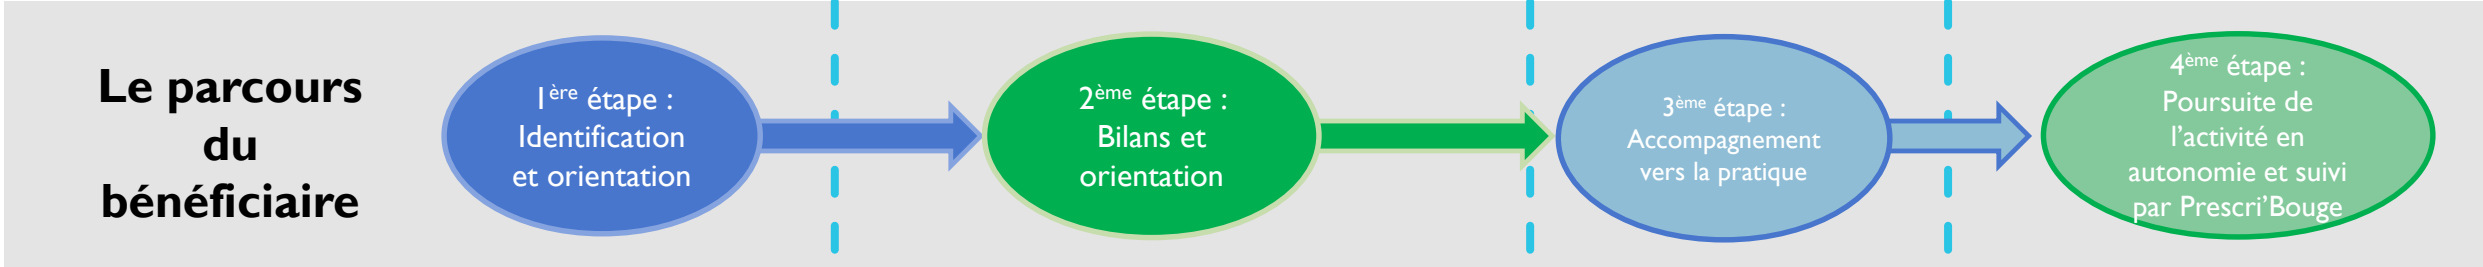 Le parcours
du
bénéficiaire
1ère étape :
Identification
et orientation
2ème étape :
Bilans et
orientation
3ème étape :
Accompagnement
vers la pratique
4ème étape :
Poursuite de
l’activité en
autonomie et suivi
par Prescri’Bouge